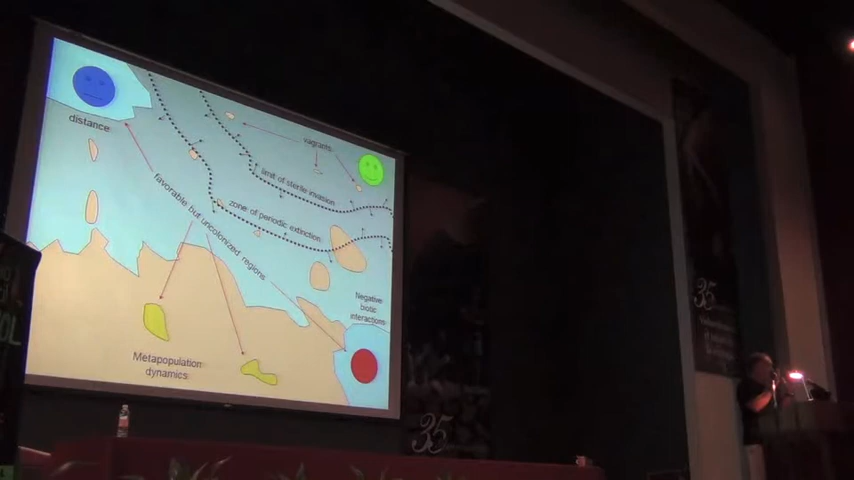 distance
vagrants
limit of sterile invasion
zone of periodic extinction
favorable but uncolonized regions
Negative
biotic
interactions
Metapopulation
dynamics
35
35
OL